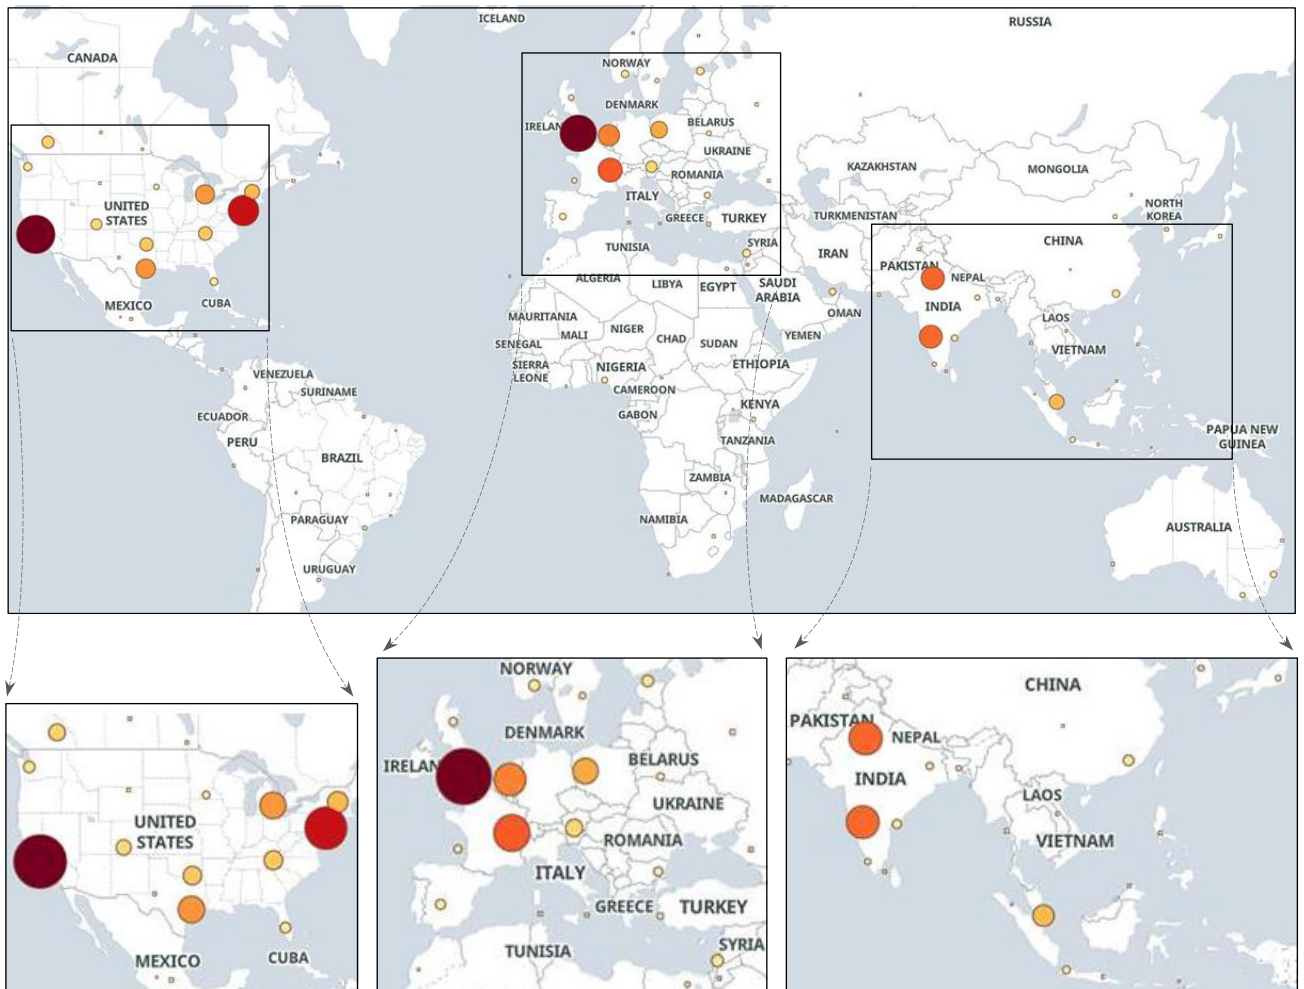 ICELAND
RUSSIA
CANADA
NORWAY
DENMARK
IRELAN
BELARUS
UKRAINE
KAZAKHSTAN
MONGOLIA
ROMANIA
ITALY
UNITED
STATES
GREECE
TURKEY
TURKMENISTAN
NORTH
KOREA
TUNISIA
SYRIA
IRAN
CHINA
PAKISTAN
NEPAL
ALGERIA
LIBYA
EGYPT
SAUDI
ARABIA
INDIA
MEXICO
CUBA
MAURITANIA
OMAN
LAOS
MALI
NIGER
CHAD
SUDAN
YEMEN
SENEGAL
VIETNAM
SIERRA
LEONE
NIGERIA
ETHIOPIA
VENEZUELA
SURINAME
CAMEROON
GABON
KENYA
ECUADOR
PERU
TANZANIA
PAPUA NEW
GUINEA
BRAZIL
ZAMBIA
MADAGASCAR
PARAGUAY
NAMIBIA
AUSTRALIA
URUGUAY
UNITED
STATES
MEXICO
CUBA
NORWAY
DENMARK
IRELAN
BELARUS
UKRAINE
ROMANIA
ITALY
GREECE
TURKEY
TUNISIA
SYRIA
CHINA
PAKISTAN
NEPAL
INDIA
LAOS
VIETNAM